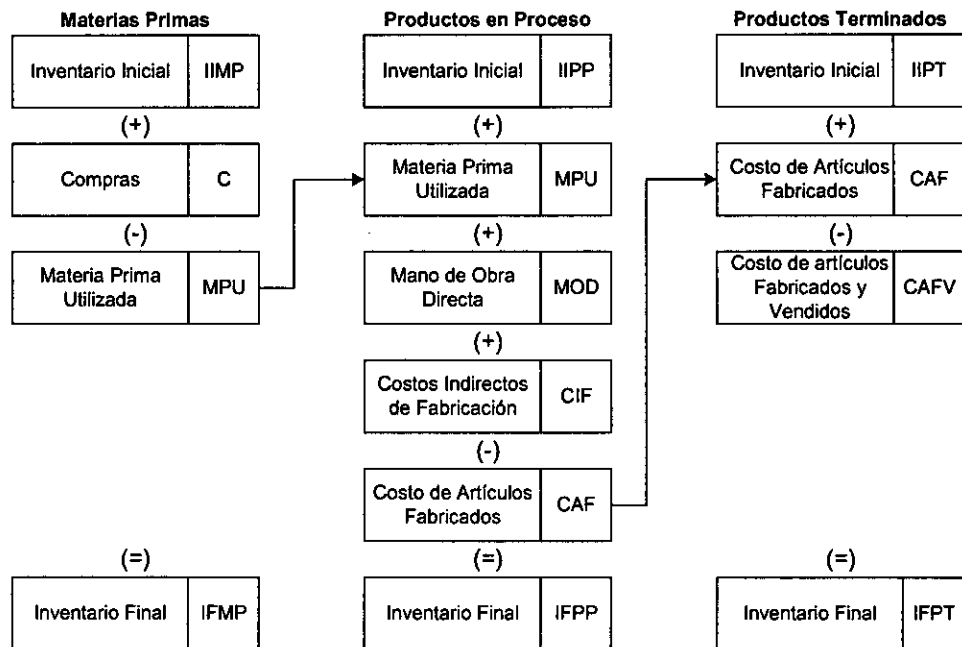 Materias Primas
Inventario Inicial IIMP
(+)
Compras C
(-)
Materia Prima
Utilizada MPU
(=)
Inventario Final IFMP
Productos en Proceso
Inventario Inicial IIPP
(+)
Materia Prima
Utilizada MPU
(+)
Mano de Obra
Directa MOD
(+)
Costos Indirectos
de Fabricación CIF
(-)
Costo de Artículos
Fabricados CAF
(=)
Inventario Final IFPP
Productos Terminados
Inventario Inicial IIPT
(+)
Costo de Artículos
Fabricados CAF
(-)
Costo de artículos
Fabricados y CAFV
Vendidos
(=)
Inventario Final IFPT